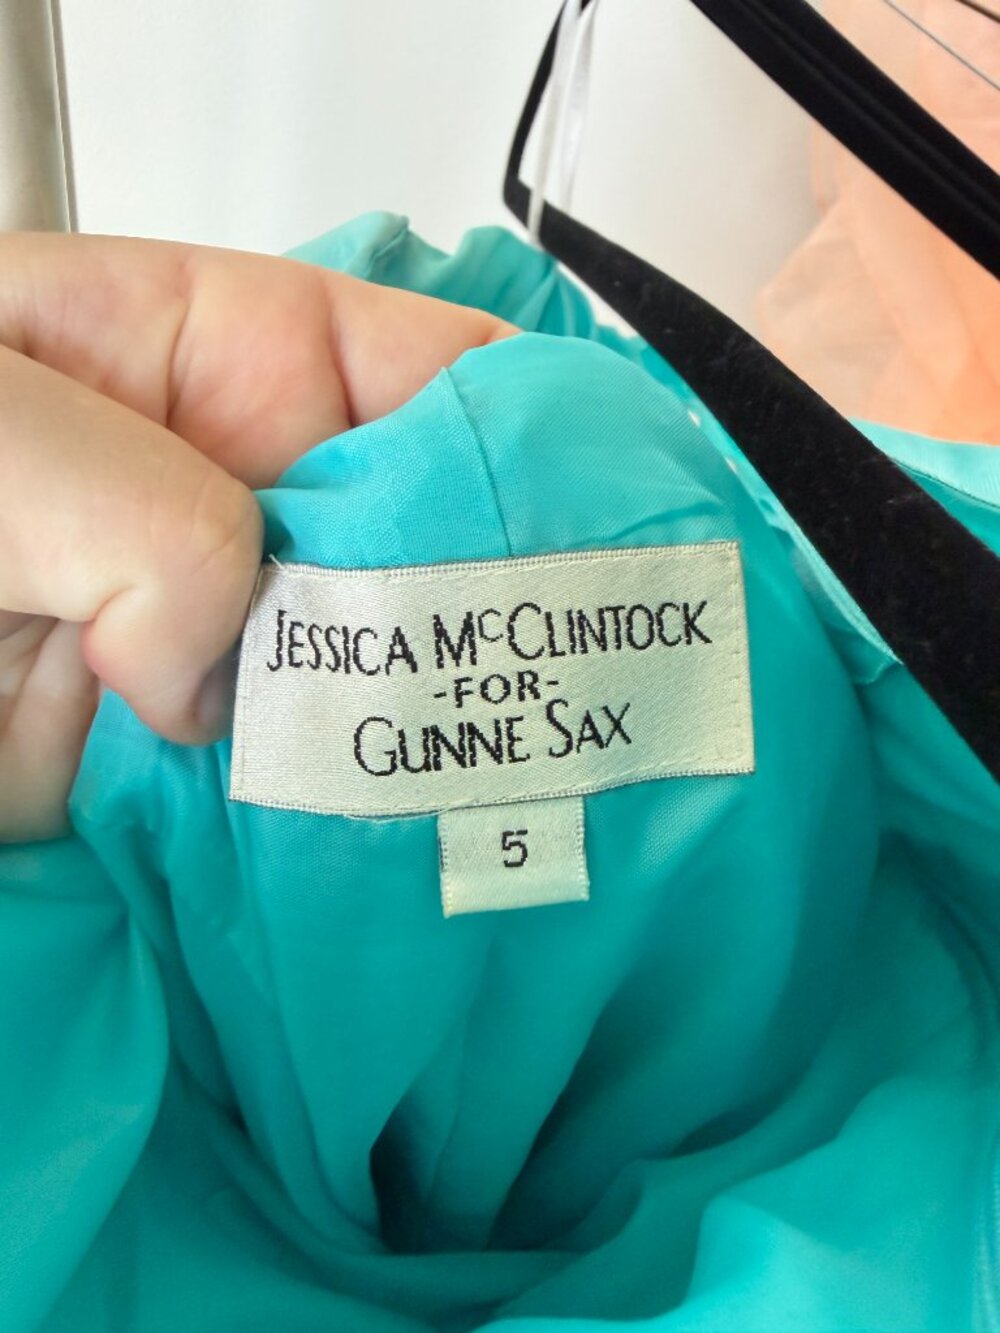 JESSICA MCCLINTOCK
-FOR-
GUNNE SAX
5